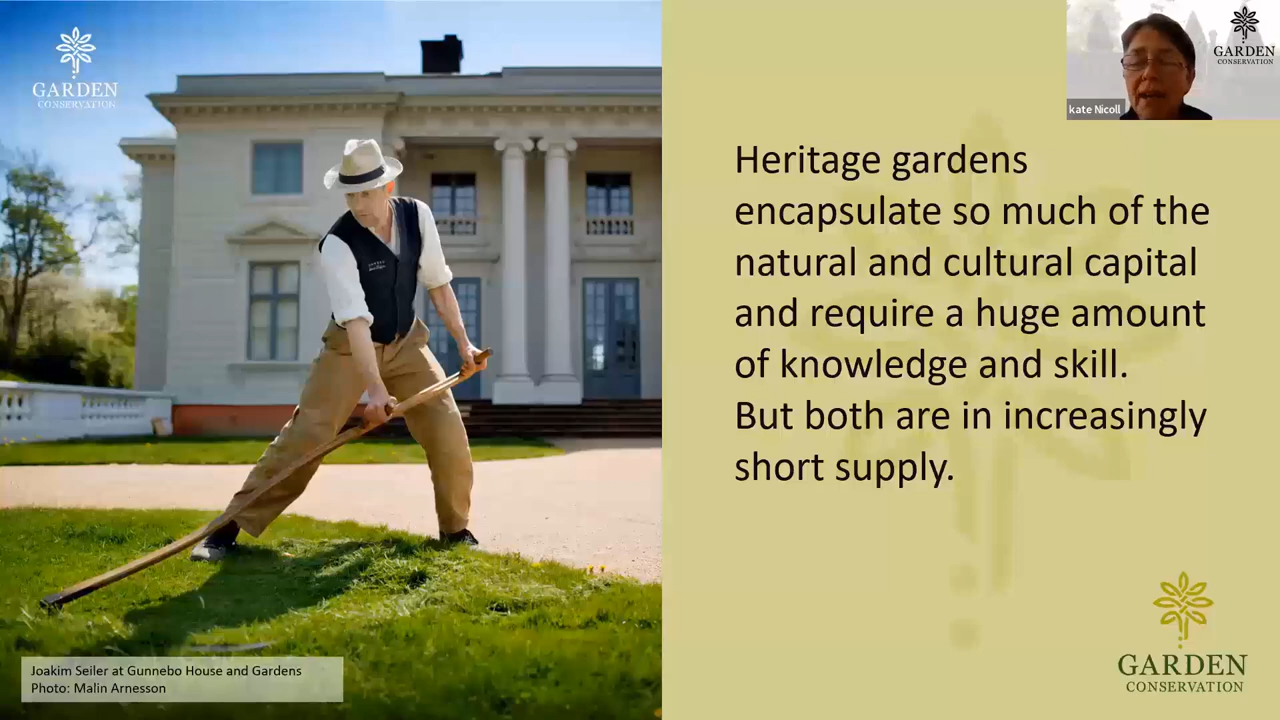 GARDEN
CONSERVATION
GARDEN
CONSERVATION
kate Nicoll
Heritage gardens
encapsulate so much of the
natural and cultural capital
and require a huge amount
of knowledge and skill.
But both are in increasingly
short supply.
Joakim Seiler at Gunnebo House and Gardens
Photo: Malin Arnesson
GARDEN
CONSERVATION